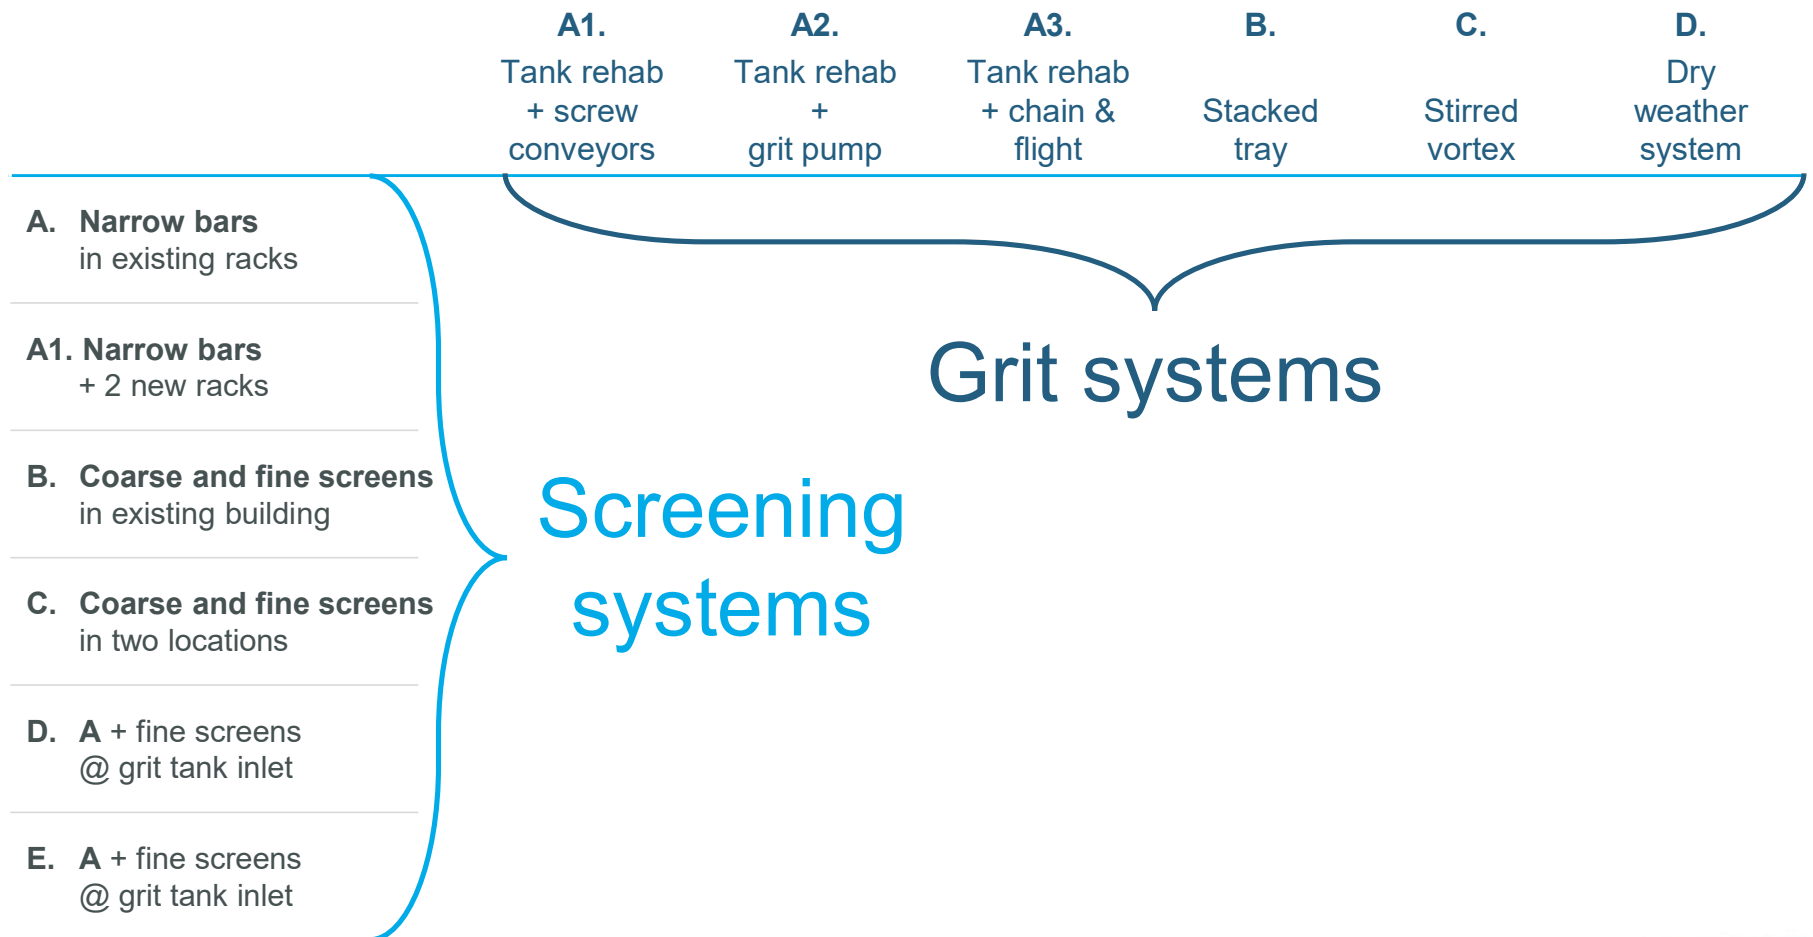 A1.
Tank rehab
+ screw
conveyors
A2.
Tank rehab
+
grit pump
A3.
Tank rehab
+ chain &
flight
B.
Stacked
tray
C.
Stirred
vortex
D.
Dry
weather
system
A. Narrow bars
in existing racks
A1. Narrow bars
+ 2 new racks
B. Coarse and fine screens
in existing building
C. Coarse and fine screens
in two locations
D. A + fine screens
@ grit tank inlet
E. A + fine screens
@ grit tank inlet
Grit systems
Screening
systems